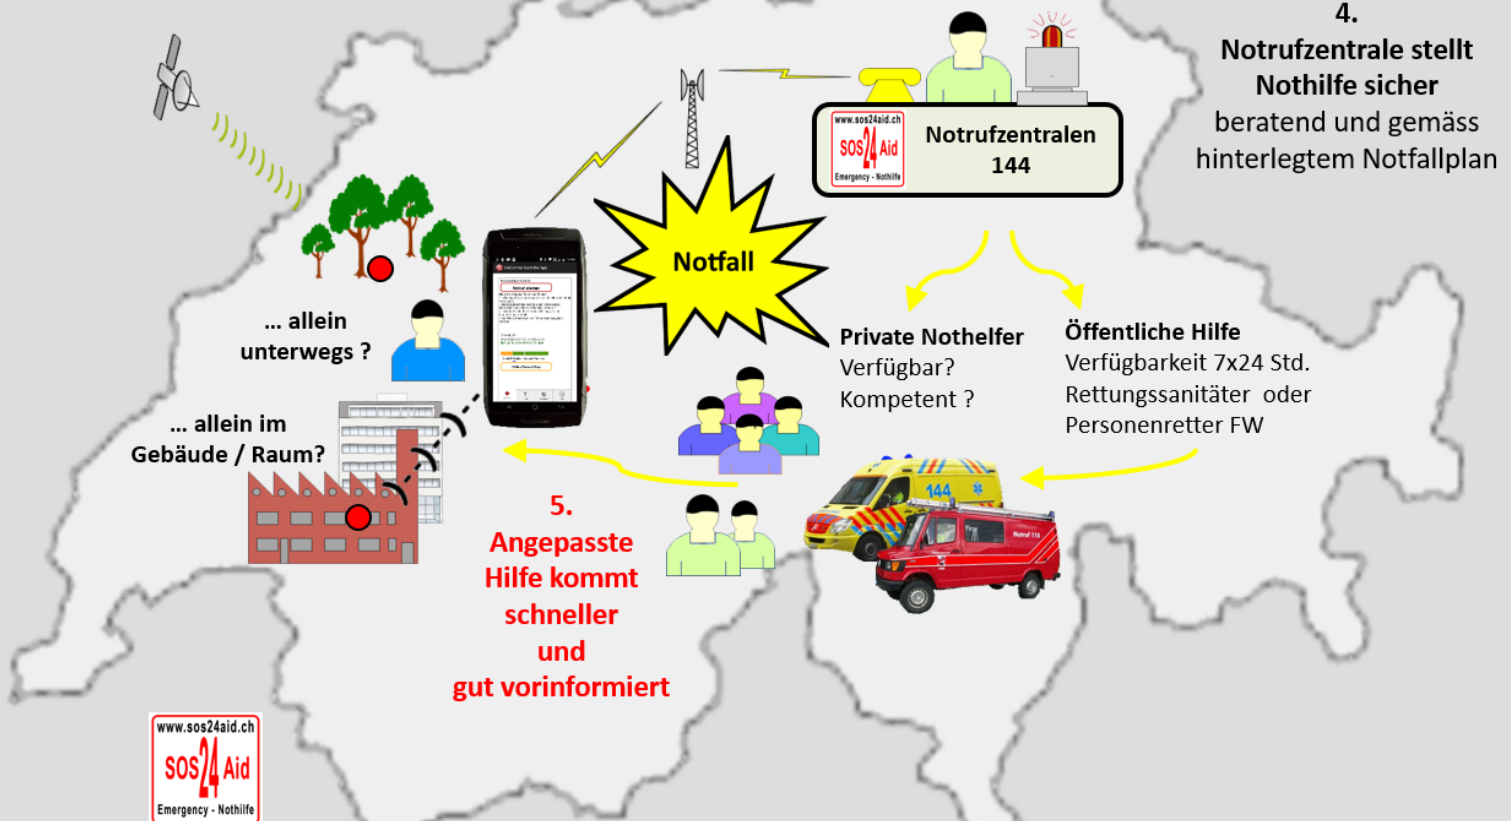 4.
Notrufzentrale stellt
Nothilfe sicher
beratend und gemäss
hinterlegtem Notfallplan
www.sos24aid.ch
SOS 24 Aid
Emergency - Nothilfe
Notrufzentralen
144
Notfall
... allein
unterwegs ?
... allein im
Gebäude / Raum?
Private Nothelfer
Verfügbar?
Kompetent ?
Öffentliche Hilfe
Verfügbarkeit 7x24 Std.
Rettungssanitäter oder
Personenretter FW
144
Notruf 118
5.
Angepasste
Hilfe kommt
schneller
und
gut vorinformiert
www.sos24aid.ch
SOS 24 Aid
Emergency - Nothilfe